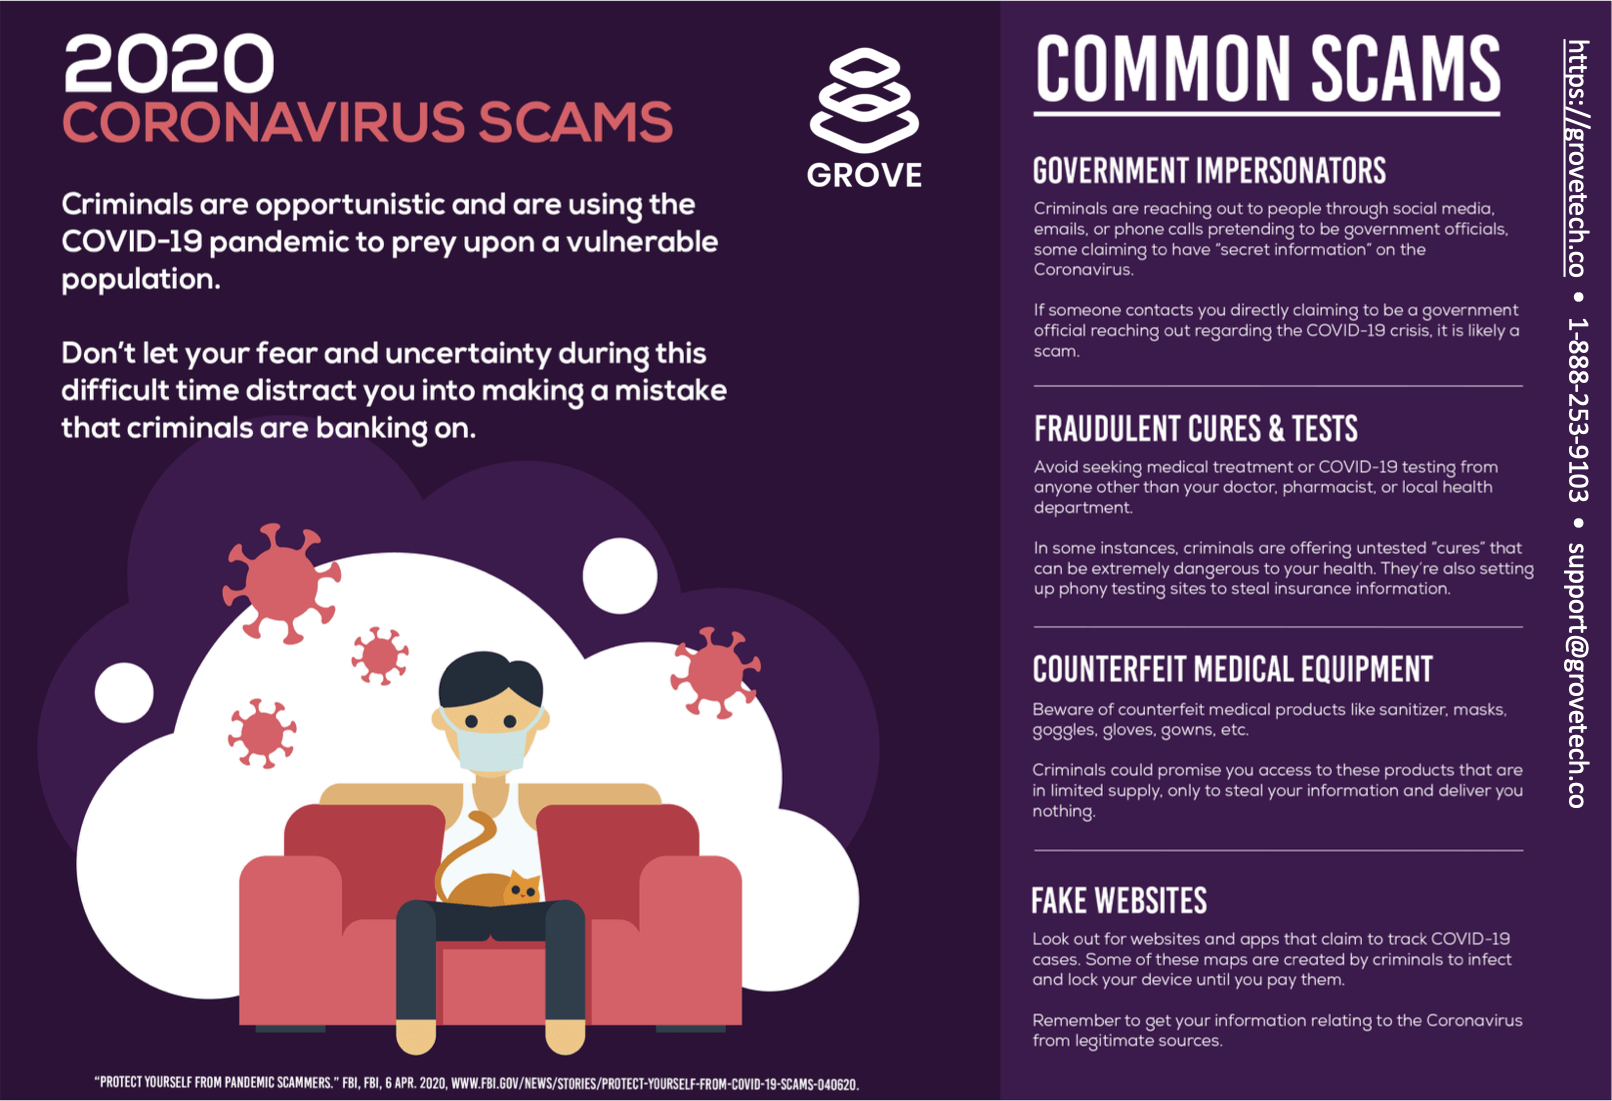 2020
CORONAVIRUS SCAMS
GROVE
Criminals are opportunistic and are using the
COVID-19 pandemic to prey upon a vulnerable
population.
Don't let your fear and uncertainty during this
difficult time distract you into making a mistake
that criminals are banking on.
"PROTECT YOURSELF FROM PANDEMIC SCAMMERS." FBI, FBI, 6 APR. 2020, WWW.FBI.GOV/NEWS/STORIES/PROTECT-YOURSELF-FROM-COVID-19-SCAMS-040620.
COMMON SCAMS
GOVERNMENT IMPERSONATORS
Criminals are reaching out to people through social media,
emails, or phone calls pretending to be government officials,
some claiming to have "secret information" on the
Coronavirus.
If someone contacts you directly claiming to be a government
official reaching out regarding the COVID-19 crisis, it is likely a
scam.
FRAUDULENT CURES & TESTS
Avoid seeking medical treatment or COVID-19 testing from
anyone other than your doctor, pharmacist, or local health
department.
In some instances, criminals are offering untested "cures" that
can be extremely dangerous to your health. They're also setting
up phony testing sites to steal insurance information.
COUNTERFEIT MEDICAL EQUIPMENT
Beware of counterfeit medical products like sanitizer, masks,
goggles, gloves, gowns, etc.
Criminals could promise you access to these products that are
in limited supply, only to steal your information and deliver you
nothing.
FAKE WEBSITES
Look out for websites and apps that claim to track COVID-19
cases. Some of these maps are created by criminals to infect
and lock your device until you pay them.
Remember to get your information relating to the Coronavirus
from legitimate sources.
https://grovetech.co • 1-888-253-9103 • support@grovetech.co